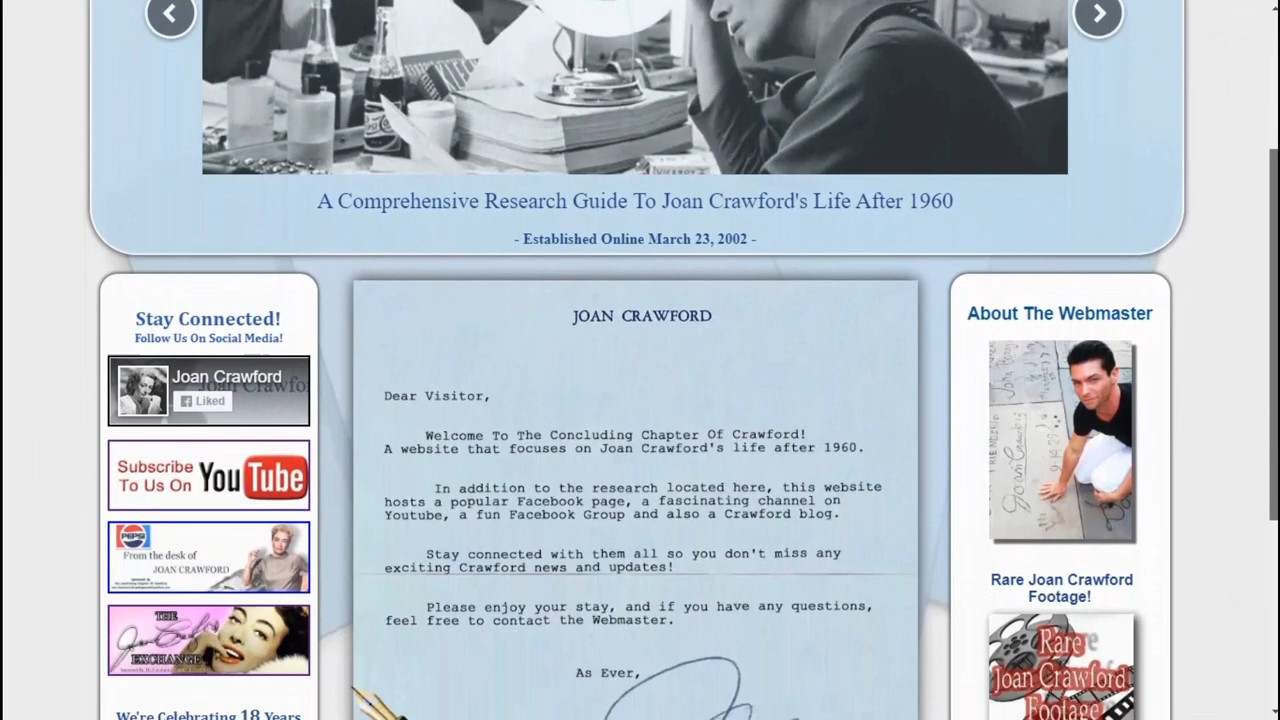 A Comprehensive Research Guide To Joan Crawford's Life After 1960
- Established Online March 23, 2002 -
Stay Connected!
Follow Us On Social Media!
Joan Crawford
Liked
Subscribe
To Us On YouTube
PEPSI
From the desk of
JOAN CRAWFORD
THE
EXCHANGE
We're Celebrating 18 Years
JOAN CRAWFORD
Dear Visitor,
Welcome To The Concluding Chapter Of Crawford!
A website that focuses on Joan Crawford's life after 1960.
In addition to the research located here, this website
hosts a popular Facebook page, a fascinating channel on
Youtube, a fun Facebook Group and also a Crawford blog.
Stay connected with them all so you don't miss any
exciting Crawford news and updates!
Please enjoy your stay, and if you have any questions,
feel free to contact the Webmaster.
As Ever,
About The Webmaster
Joan Crawford
Rare Joan Crawford
Footage!
Rare
Joan Crawford
Footage